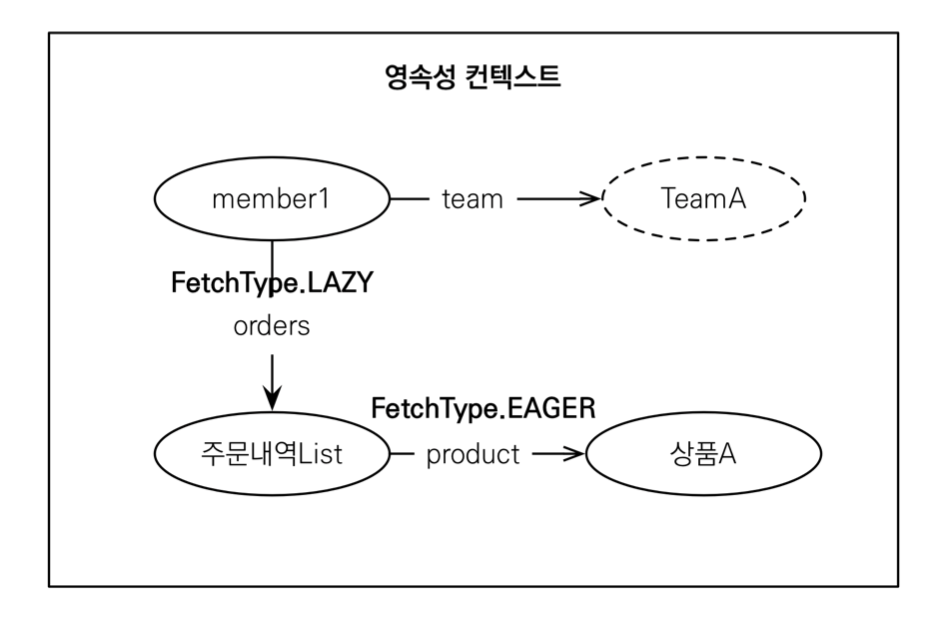 영속성 컨텍스트
member1
team
TeamA
FetchType.LAZY
orders
FetchType.EAGER
주문내역List
product
상품A